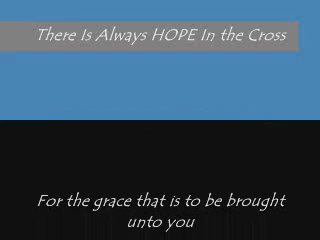 There Is Always HOPE In the Cross
For the grace that is to be brought
unto you